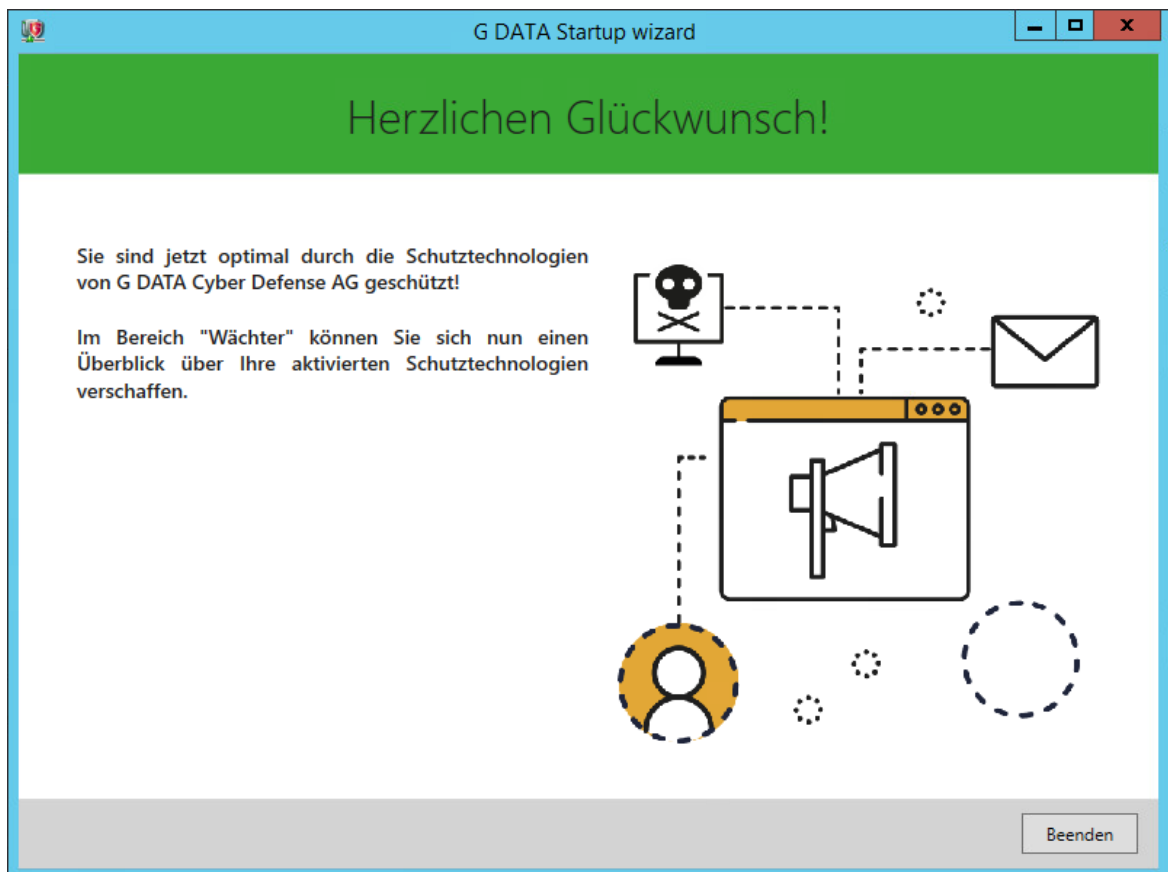 G DATA Startup wizard
Herzlichen Glückwunsch!
Sie sind jetzt optimal durch die Schutztechnologien
von G DATA Cyber Defense AG geschützt!
Im Bereich "Wächter" können Sie sich nun einen
Überblick über Ihre aktivierten Schutztechnologien
verschaffen.
Beenden